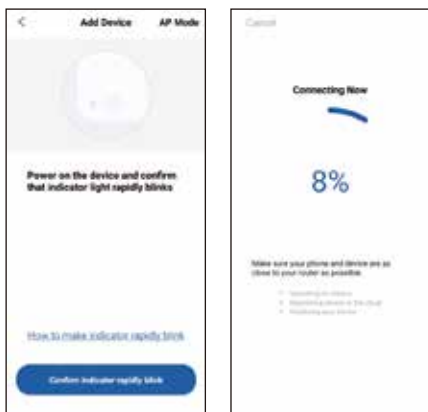 Add Device
AP Mode
Power on the device and confirm
that indicator light rapidly blinks
How to make indicator rapidly blink
Confirm indicator rapidly blink
Cancel
Connecting Now
8%
Make sure your phone and device are as
close to your router as possible